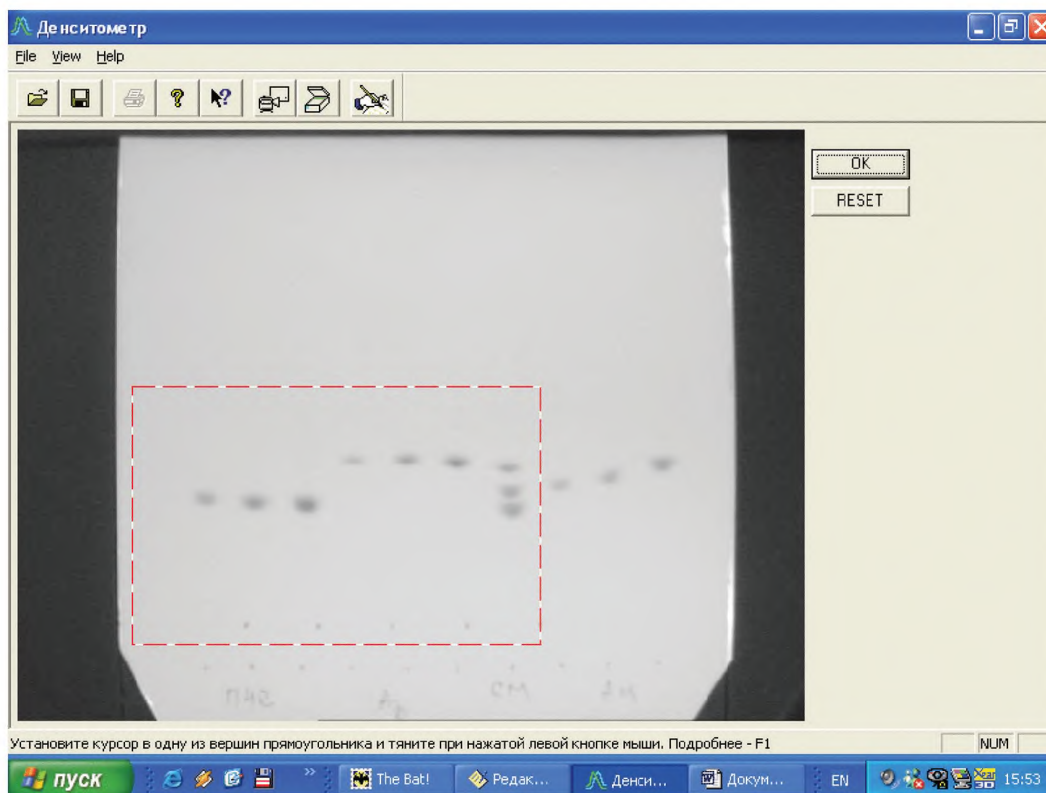 Денситометр
File View Help
OK
RESET
СМ
Установите курсор в одну из вершин прямоугольника и тяните при нажатой левой кнопке мыши. Подробнее - F1
NUM
пуск
The Bat!
Редак...
Денси...
Докум...
EN
15:53